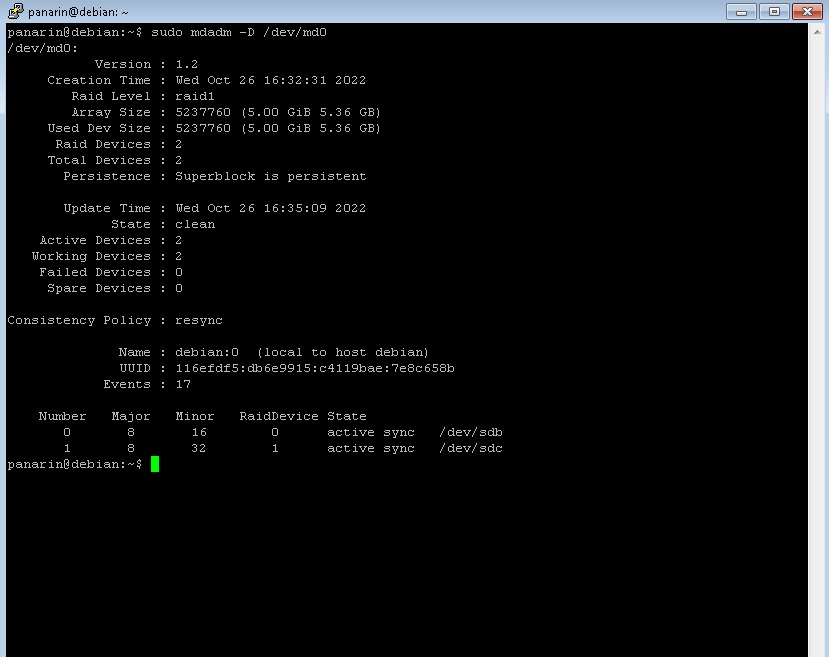 panarin@debian: ~
panarin@debian:~$ sudo mdadm -D /dev/md0
/dev/md0:
           Version : 1.2
     Creation Time : Wed Oct 26 16:32:31 2022
        Raid Level : raid1
        Array Size : 5237760 (5.00 GiB 5.36 GB)
     Used Dev Size : 5237760 (5.00 GiB 5.36 GB)
      Raid Devices : 2
     Total Devices : 2
       Persistence : Superblock is persistent

       Update Time : Wed Oct 26 16:35:09 2022
             State : clean
    Active Devices : 2
   Working Devices : 2
    Failed Devices : 0
     Spare Devices : 0

Consistency Policy : resync

              Name : debian:0  (local to host debian)
              UUID : 116efdf5:db6e9915:c4119bae:7e8c658b
            Events : 17

    Number   Major   Minor   RaidDevice State
       0       8       16        0      active sync   /dev/sdb
       1       8       32        1      active sync   /dev/sdc
panarin@debian:~$